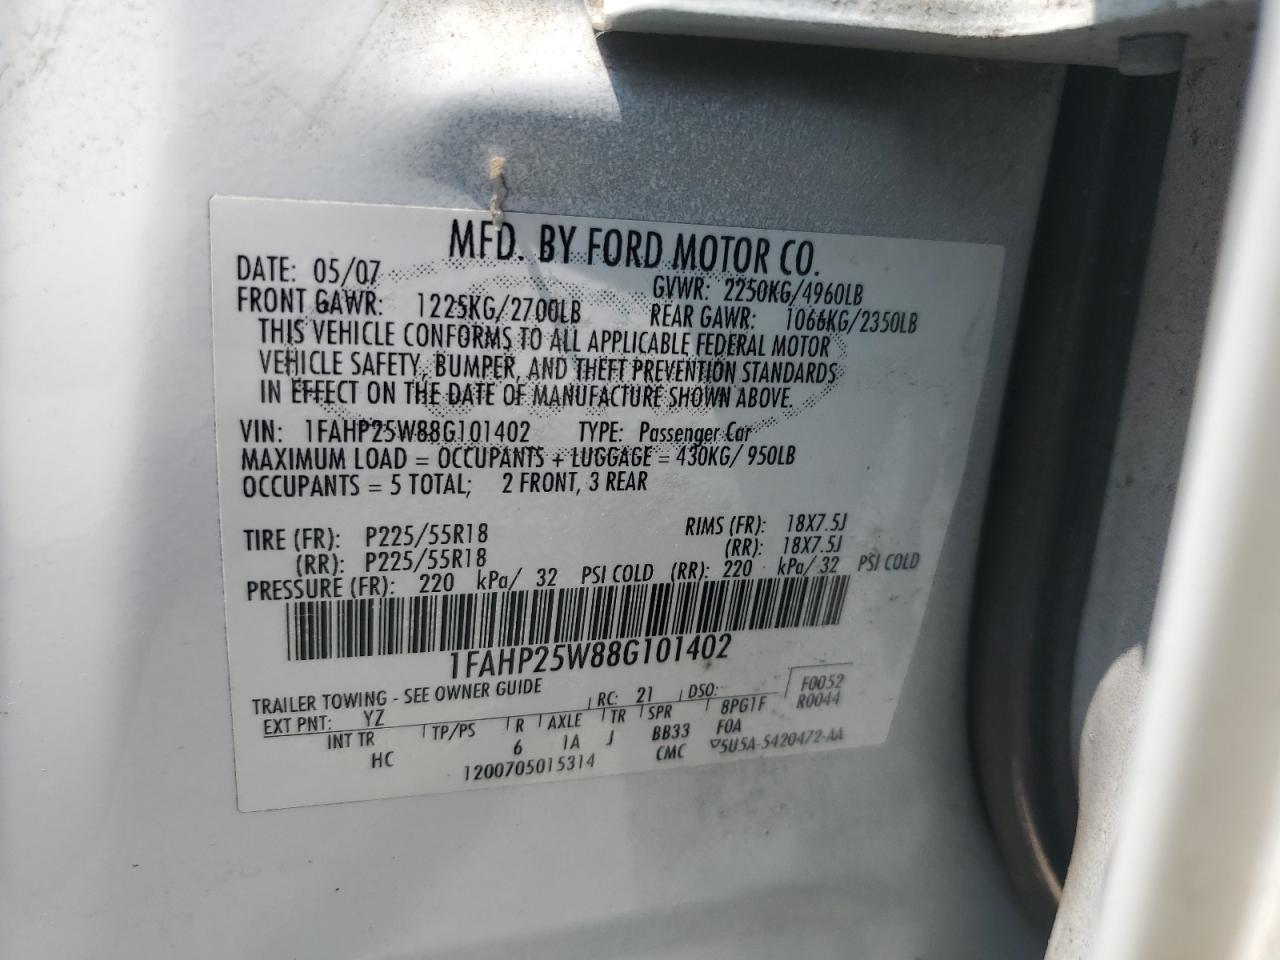 MFD. BY FORD MOTOR CO.
DATE: 05/07 GVWR: 2250KG/4960LB
FRONT GAWR: 1225KG/2700LB REAR GAWR: 1066KG/2350LB
THIS VEHICLE CONFORMS TO ALL APPLICABLE FEDERAL MOTOR
VEHICLE SAFETY, BUMPER, AND THEFT PREVENTION STANDARDS
IN EFFECT ON THE DATE OF MANUFACTURE SHOWN ABOVE.
VIN: 1FAHP25W88G101402 TYPE: Passenger Car
MAXIMUM LOAD = OCCUPANTS + LUGGAGE = 430KG/ 950LB
OCCUPANTS = 5 TOTAL; 2 FRONT, 3 REAR
TIRE (FR): P225/55R18 RIMS (FR): 18X7.5J
(RR): P225/55R18 (RR): 18X7.5J
PRESSURE (FR): 220 kPa/ 32 PSI COLD (RR): 220 kPa/ 32 PSI COLD
1FAHP25W88G101402
TRAILER TOWING - SEE OWNER GUIDE
EXT PNT: YZ RC: 21 DSO: F0052
INT TR TP/PS R AXLE TR SPR 8PG1F R0044
HC 6 1A J BB33 FOA
1200705015314 CMC ▽5U5A-5420472-AA